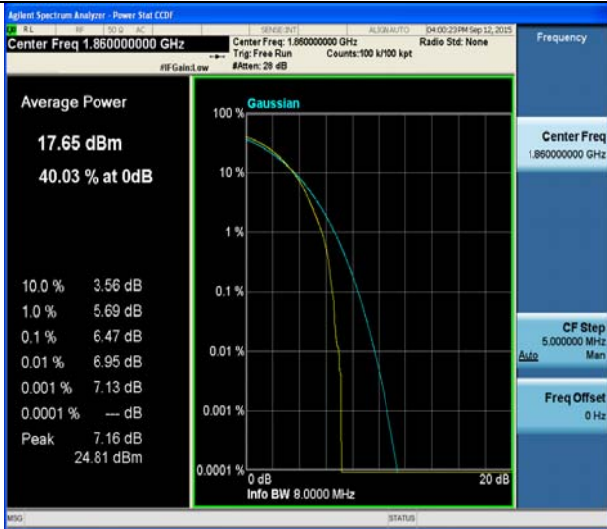 Agilent Spectrum Analyzer - Power Stat CCDF
RL RF 50 Ω AC SENSE:INT ALIGN AUTO 04:00:23 PM Sep 12, 2015
Center Freq 1.860000000 GHz
Center Freq: 1.860000000 GHz
Radio Std: None
Trig: Free Run Counts:100 k/100 kpt
#IFGain:Low #Atten: 28 dB
Frequency
Average Power
17.65 dBm
40.03 % at 0dB
10.0 % 3.56 dB
1.0 % 5.69 dB
0.1 % 6.47 dB
0.01 % 6.95 dB
0.001 % 7.13 dB
0.0001 % --- dB
Peak 7.16 dB
24.81 dBm
100 %
Gaussian
10 %
1 %
0.1 %
0.01 %
0.001 %
0.0001 %
0 dB 20 dB
Info BW 8.0000 MHz
Center Freq
1.860000000 GHz
CF Step
5.000000 MHz
Auto Man
Freq Offset
0 Hz
MSG STATUS